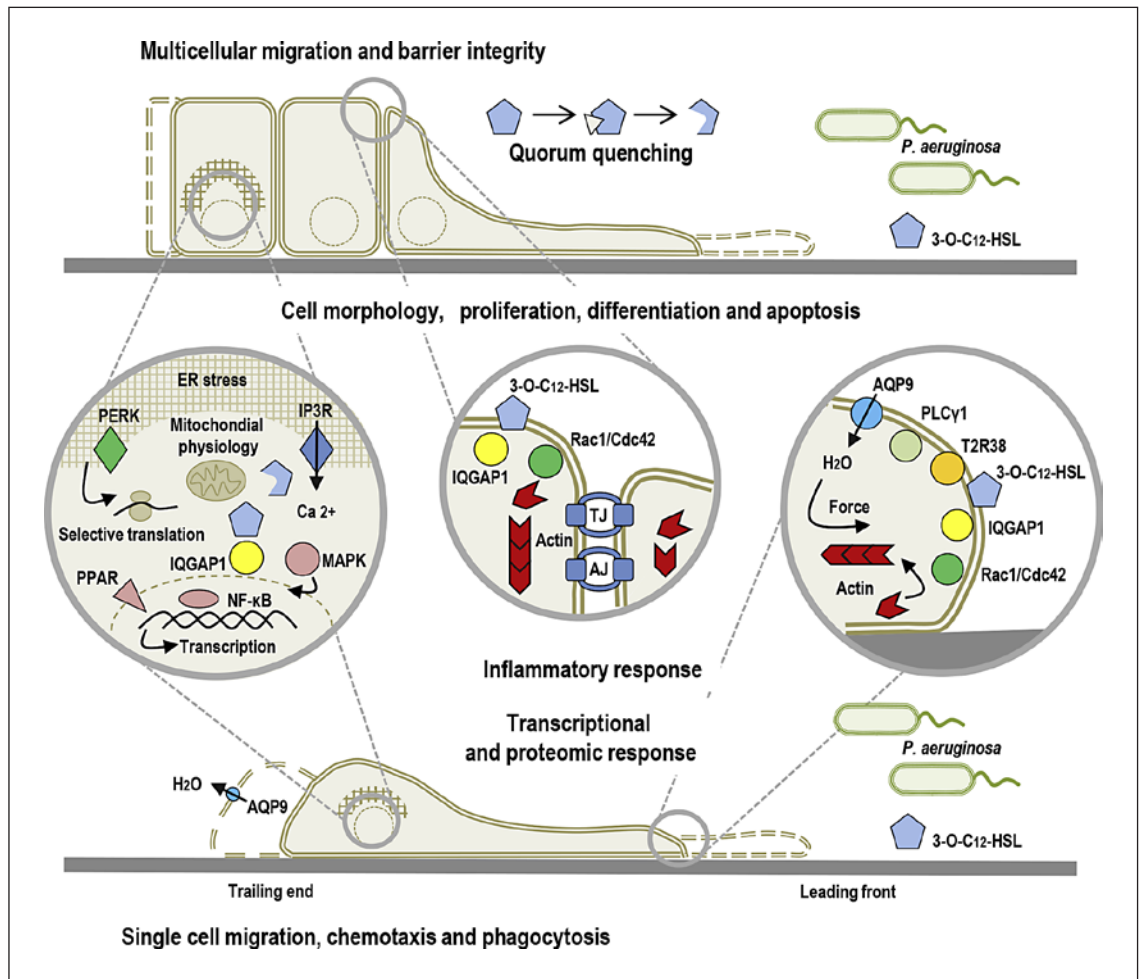 Multicellular migration and barrier integrity
Quorum quenching
P. aeruginosa
3-O-C12-HSL
Cell morphology, proliferation, differentiation and apoptosis
ER stress
PERK
IP3R
Mitochondial
physiology
Ca 2+
Selective translation
IQGAP1
MAPK
PPAR
NF-κB
Transcription
3-O-C12-HSL
Rac1/Cdc42
IQGAP1
Actin
TJ
AJ
AQP9
PLCγ1
T2R38
H2O
3-O-C12-HSL
Force
IQGAP1
Actin
Rac1/Cdc42
Inflammatory response
Transcriptional
and proteomic response
P. aeruginosa
H2O
AQP9
3-O-C12-HSL
Trailing end
Leading front
Single cell migration, chemotaxis and phagocytosis